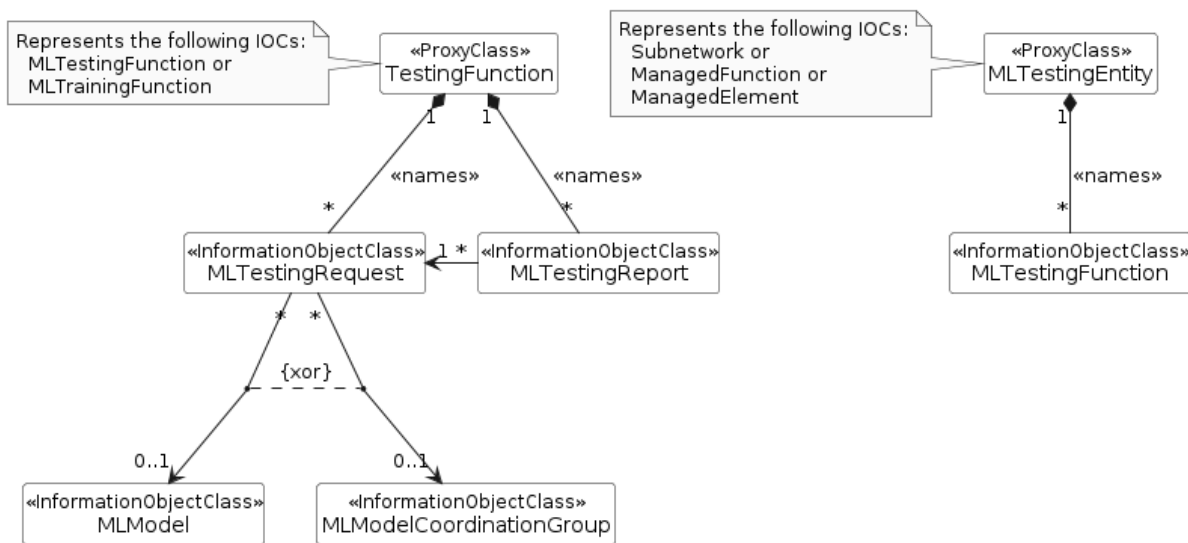 Represents the following IOCs:
MLTestingFunction or
MLTrainingFunction
«ProxyClass»
TestingFunction
Represents the following IOCs:
Subnetwork or
ManagedFunction or
ManagedElement
«ProxyClass»
MLTestingEntity
1
1
1
«names»
«names»
«names»
*
*
*
«InformationObjectClass»
MLTestingRequest
1 *
«InformationObjectClass»
MLTestingReport
«InformationObjectClass»
MLTestingFunction
*
*
{xor}
0..1
0..1
«InformationObjectClass»
MLModel
«InformationObjectClass»
MLModelCoordinationGroup